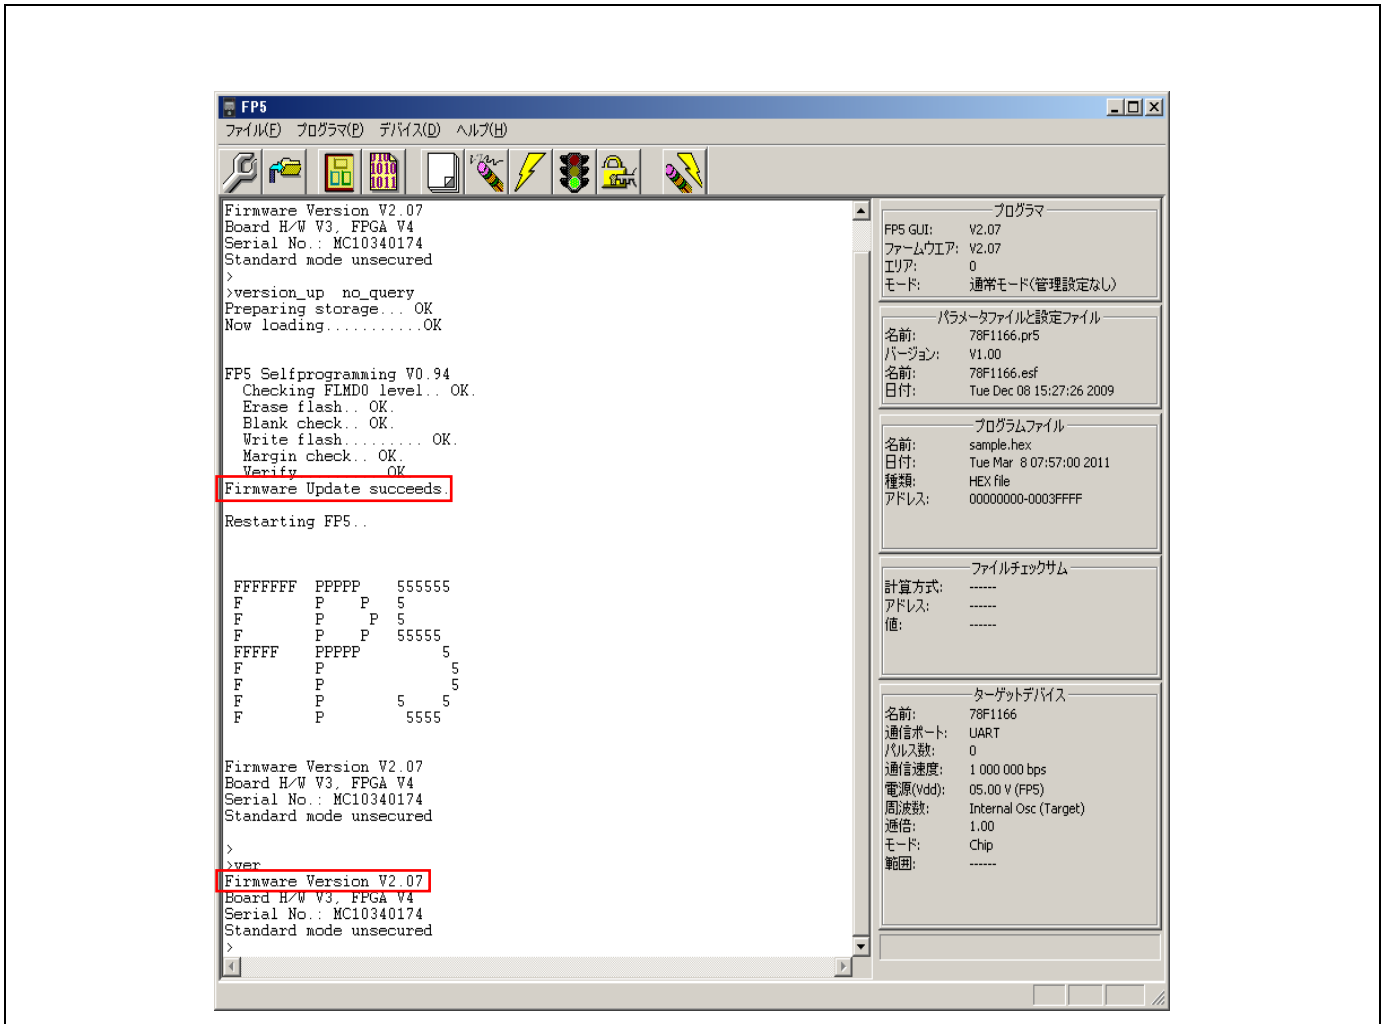 FP5
ファイル(F) プログラマ(P) デバイス(D) ヘルプ(H)
Firmware Version V2.07
Board H/W V3, FPGA V4
Serial No.: MC10340174
Standard mode unsecured
>
>version_up  no_query
Preparing storage... OK
Now loading...........OK
FP5 Selfprogramming V0.94
Checking FLMD0 level.. OK.
Erase flash.. OK.
Blank check.. OK.
Write flash......... OK.
Margin check.. OK.
Verify.......... OK.
Firmware Update succeeds.
Restarting FP5..
FFFFFFF  PPPPP    555555
F        P    P   5
F        P     P  5
F        P    P   55555
FFFFF    PPPPP         5
F        P              5
F        P              5
F        P        5    5
F        P         5555
Firmware Version V2.07
Board H/W V3, FPGA V4
Serial No.: MC10340174
Standard mode unsecured
>
>ver
Firmware Version V2.07
Board H/W V3, FPGA V4
Serial No.: MC10340174
Standard mode unsecured
>
プログラマ
FP5 GUI: V2.07
ファームウエア: V2.07
エリア: 0
モード: 通常モード(管理設定なし)
パラメータファイルと設定ファイル
名前: 78F1166.pr5
バージョン: V1.00
名前: 78F1166.esf
日付: Tue Dec 08 15:27:26 2009
プログラムファイル
名前: sample.hex
日付: Tue Mar  8 07:57:00 2011
種類: HEX file
アドレス: 00000000-0003FFFF
ファイルチェックサム
計算方式: ------
アドレス: ------
値: ------
ターゲットデバイス
名前: 78F1166
通信ポート: UART
パルス数: 0
通信速度: 1 000 000 bps
電源(Vdd): 05.00 V (FP5)
周波数: Internal Osc (Target)
逓倍: 1.00
モード: Chip
範囲: ------